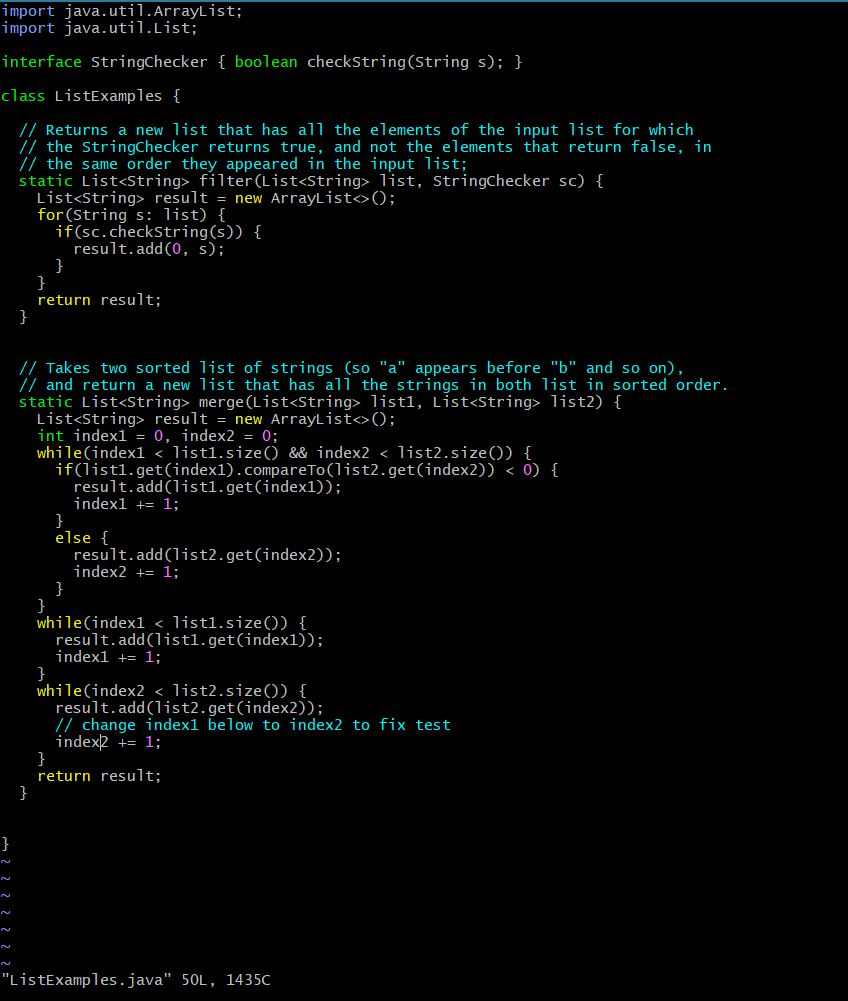 import java.util.ArrayList;
import java.util.List;

interface StringChecker { boolean checkString(String s); }

class ListExamples {

  // Returns a new list that has all the elements of the input list for which
  // the StringChecker returns true, and not the elements that return false, in
  // the same order they appeared in the input list;
  static List<String> filter(List<String> list, StringChecker sc) {
    List<String> result = new ArrayList<>();
    for(String s: list) {
      if(sc.checkString(s)) {
        result.add(0, s);
      }
    }
    return result;
  }


  // Takes two sorted list of strings (so "a" appears before "b" and so on),
  // and return a new list that has all the strings in both list in sorted order.
  static List<String> merge(List<String> list1, List<String> list2) {
    List<String> result = new ArrayList<>();
    int index1 = 0, index2 = 0;
    while(index1 < list1.size() && index2 < list2.size()) {
      if(list1.get(index1).compareTo(list2.get(index2)) < 0) {
        result.add(list1.get(index1));
        index1 += 1;
      }
      else {
        result.add(list2.get(index2));
        index2 += 1;
      }
    }
    while(index1 < list1.size()) {
      result.add(list1.get(index1));
      index1 += 1;
    }
    while(index2 < list2.size()) {
      result.add(list2.get(index2));
      // change index1 below to index2 to fix test
      index2 += 1;
    }
    return result;
  }


}
~
~
~
~
~
~
~
"ListExamples.java" 50L, 1435C